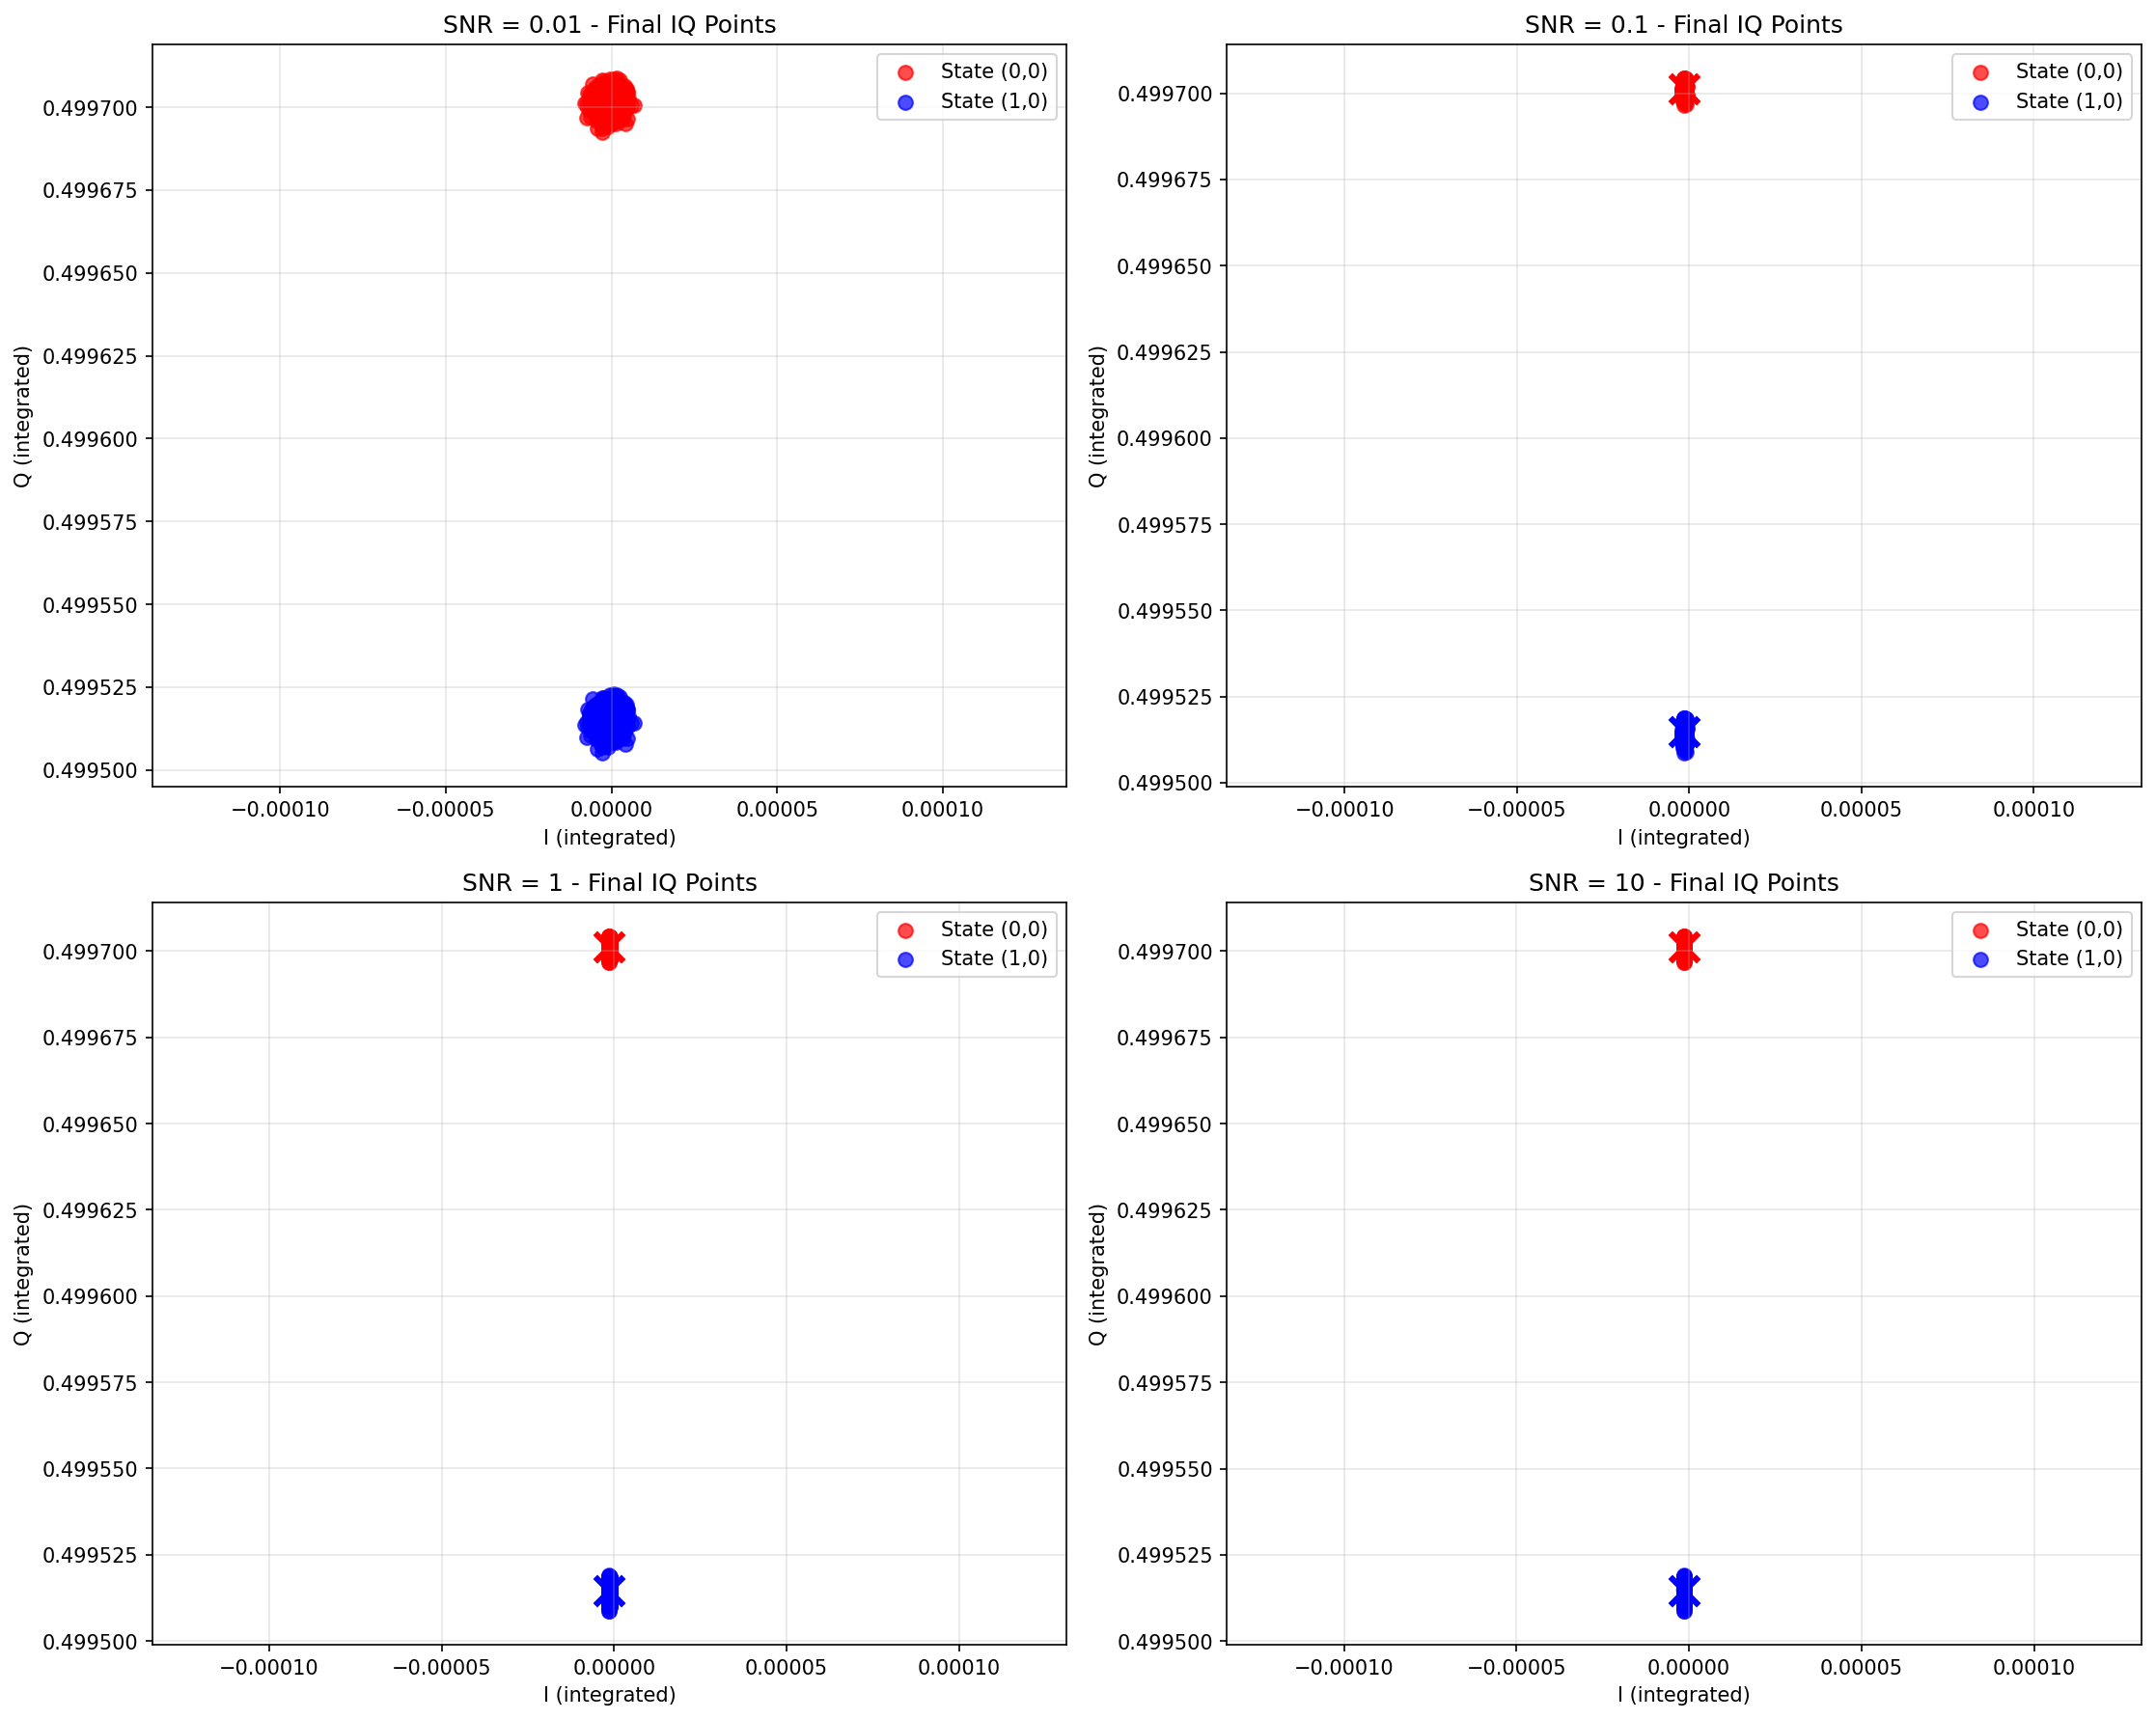 SNR = 0.01 - Final IQ Points
State (0,0)
State (1,0)
0.499700
0.499675
0.499650
0.499625
0.499600
0.499575
0.499550
0.499525
0.499500
Q (integrated)
−0.00010
−0.00005
0.00000
0.00005
0.00010
I (integrated)
SNR = 0.1 - Final IQ Points
State (0,0)
State (1,0)
0.499700
0.499675
0.499650
0.499625
0.499600
0.499575
0.499550
0.499525
0.499500
Q (integrated)
−0.00010
−0.00005
0.00000
0.00005
0.00010
I (integrated)
SNR = 1 - Final IQ Points
State (0,0)
State (1,0)
0.499700
0.499675
0.499650
0.499625
0.499600
0.499575
0.499550
0.499525
0.499500
Q (integrated)
−0.00010
−0.00005
0.00000
0.00005
0.00010
I (integrated)
SNR = 10 - Final IQ Points
State (0,0)
State (1,0)
0.499700
0.499675
0.499650
0.499625
0.499600
0.499575
0.499550
0.499525
0.499500
Q (integrated)
−0.00010
−0.00005
0.00000
0.00005
0.00010
I (integrated)